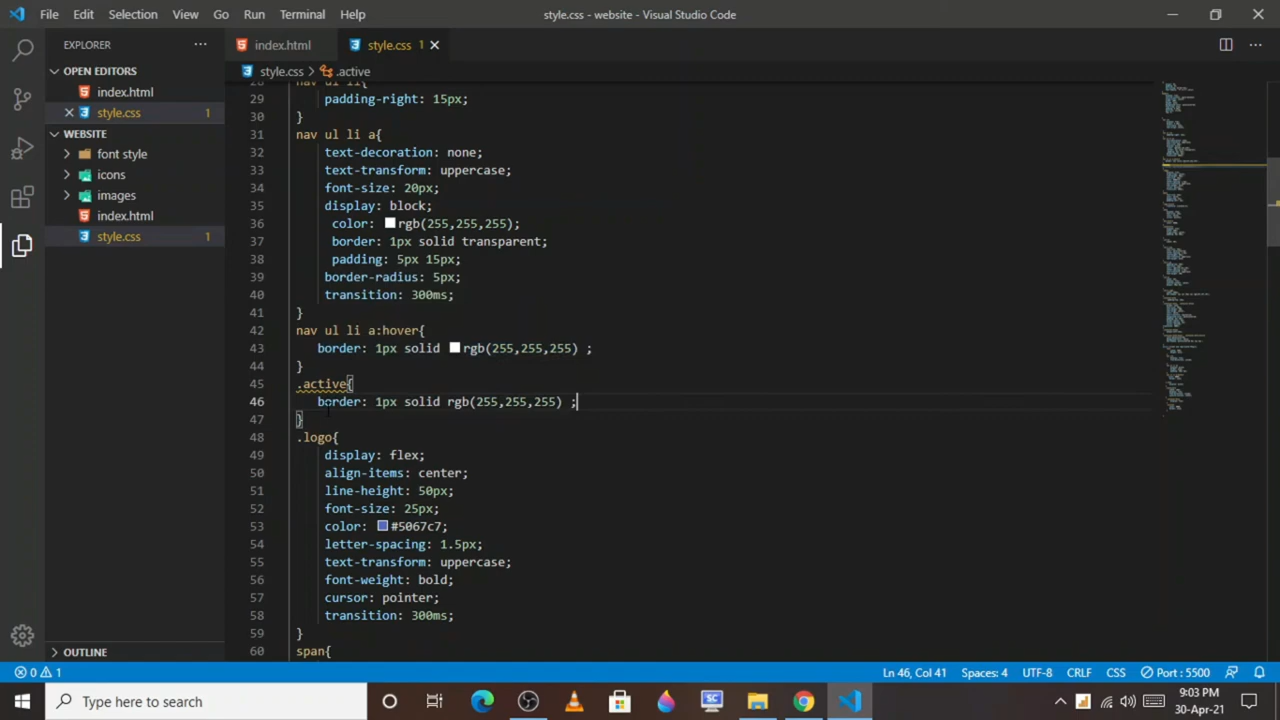 File Edit Selection View Go Run Terminal Help style.css - website - Visual Studio Code
EXPLORER ...
index.html style.css 1
OPEN EDITORS
index.html
style.css 1
WEBSITE
font style
icons
images
index.html
style.css 1
OUTLINE
style.css > .active
28 nav ul li{
29 padding-right: 15px;
30 }
31 nav ul li a{
32 text-decoration: none;
33 text-transform: uppercase;
34 font-size: 20px;
35 display: block;
36 color: rgb(255,255,255);
37 border: 1px solid transparent;
38 padding: 5px 15px;
39 border-radius: 5px;
40 transition: 300ms;
41 }
42 nav ul li a:hover{
43 border: 1px solid rgb(255,255,255) ;
44 }
45 .active{
46 border: 1px solid rgb(255,255,255) ;
47 }
48 .logo{
49 display: flex;
50 align-items: center;
51 line-height: 50px;
52 font-size: 25px;
53 color: #5067c7;
54 letter-spacing: 1.5px;
55 text-transform: uppercase;
56 font-weight: bold;
57 cursor: pointer;
58 transition: 300ms;
59 }
60 span{
0 1 Ln 46, Col 41 Spaces: 4 UTF-8 CRLF CSS Port : 5500
Type here to search
SC
9:03 PM
30-Apr-21